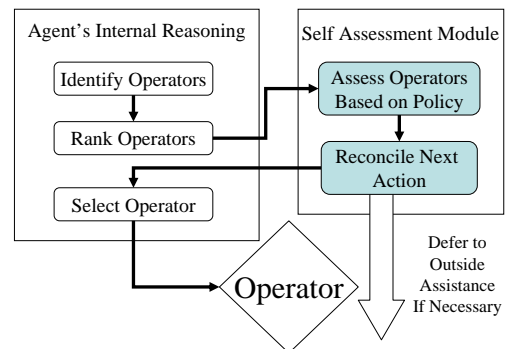 Agent's Internal Reasoning
Identify Operators
Rank Operators
Select Operator
Self Assessment Module
Assess Operators
Based on Policy
Reconcile Next
Action
Operator
Defer to
Outside
Assistance
If Necessary